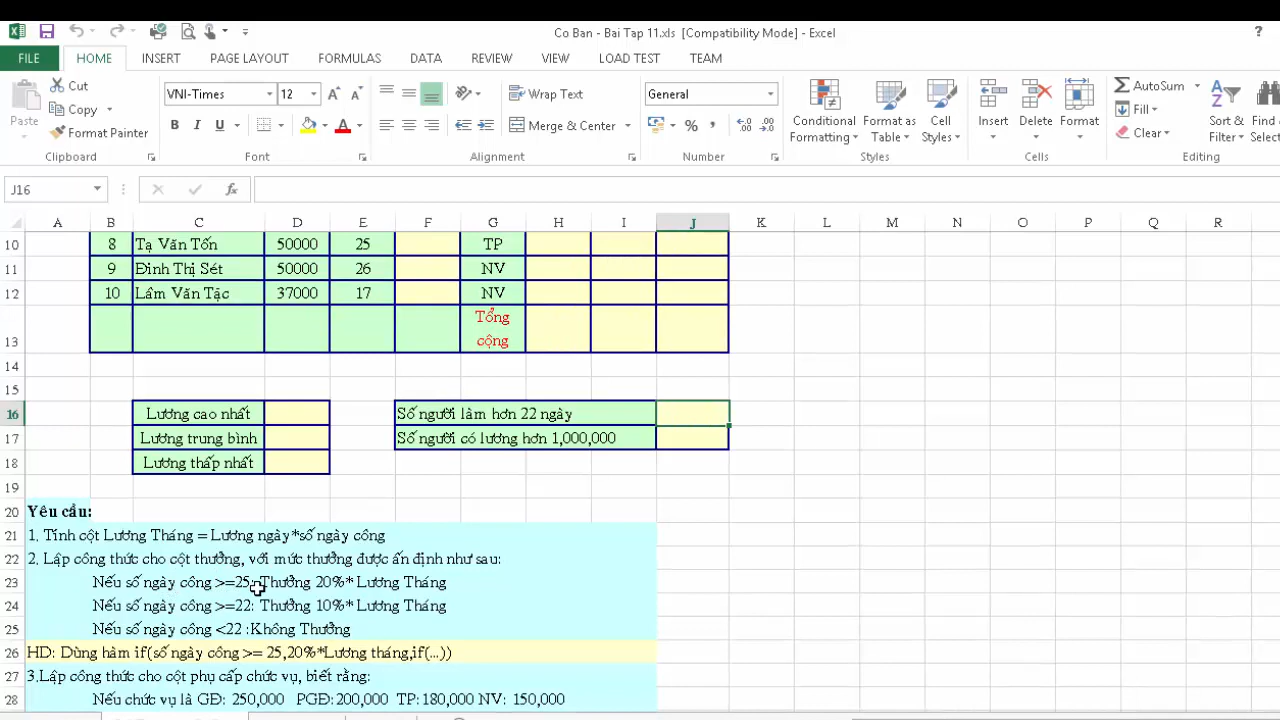 Co Ban - Bai Tap 11.xls [Compatibility Mode] - Excel
?
FILE HOME INSERT PAGE LAYOUT FORMULAS DATA REVIEW VIEW LOAD TEST TEAM
Paste
Cut
Copy
Format Painter
VNI-Times 12
B I U
Wrap Text
Merge & Center
General
% ,
Conditional Formatting
Format as Table
Cell Styles
Insert
Delete
Format
AutoSum
Fill
Clear
Sort & Filter
Find
Clipboard Font Alignment Number Styles Cells Editing
J16 fx
A B C D E F G H I J K L M N O P Q R
10 8 Tạ Văn Tốn 50000 25 TP
11 9 Đinh Thị Sét 50000 26 NV
12 10 Lâm Văn Tặc 37000 17 NV
13 Tổng cộng
14
15
16 Lương cao nhất Số người làm hơn 22 ngày
17 Lương trung bình Số người có lương hơn 1,000,000
18 Lương thấp nhất
19
20 Yêu cầu:
21 1. Tính cột Lương Tháng = Lương ngày*số ngày công
22 2. Lập công thức cho cột thưởng, với mức thưởng được ấn định như sau:
23 Nếu số ngày công >=25: Thưởng 20%* Lương Tháng
24 Nếu số ngày công >=22: Thưởng 10%* Lương Tháng
25 Nếu số ngày công <22 :Không Thưởng
26 HD: Dùng hàm if(số ngày công >= 25,20%*Lương tháng,if(...))
27 3.Lập công thức cho cột phụ cấp chức vụ, biết rằng:
28 Nếu chức vụ là GĐ: 250,000 PGĐ:200,000 TP:180,000 NV: 150,000